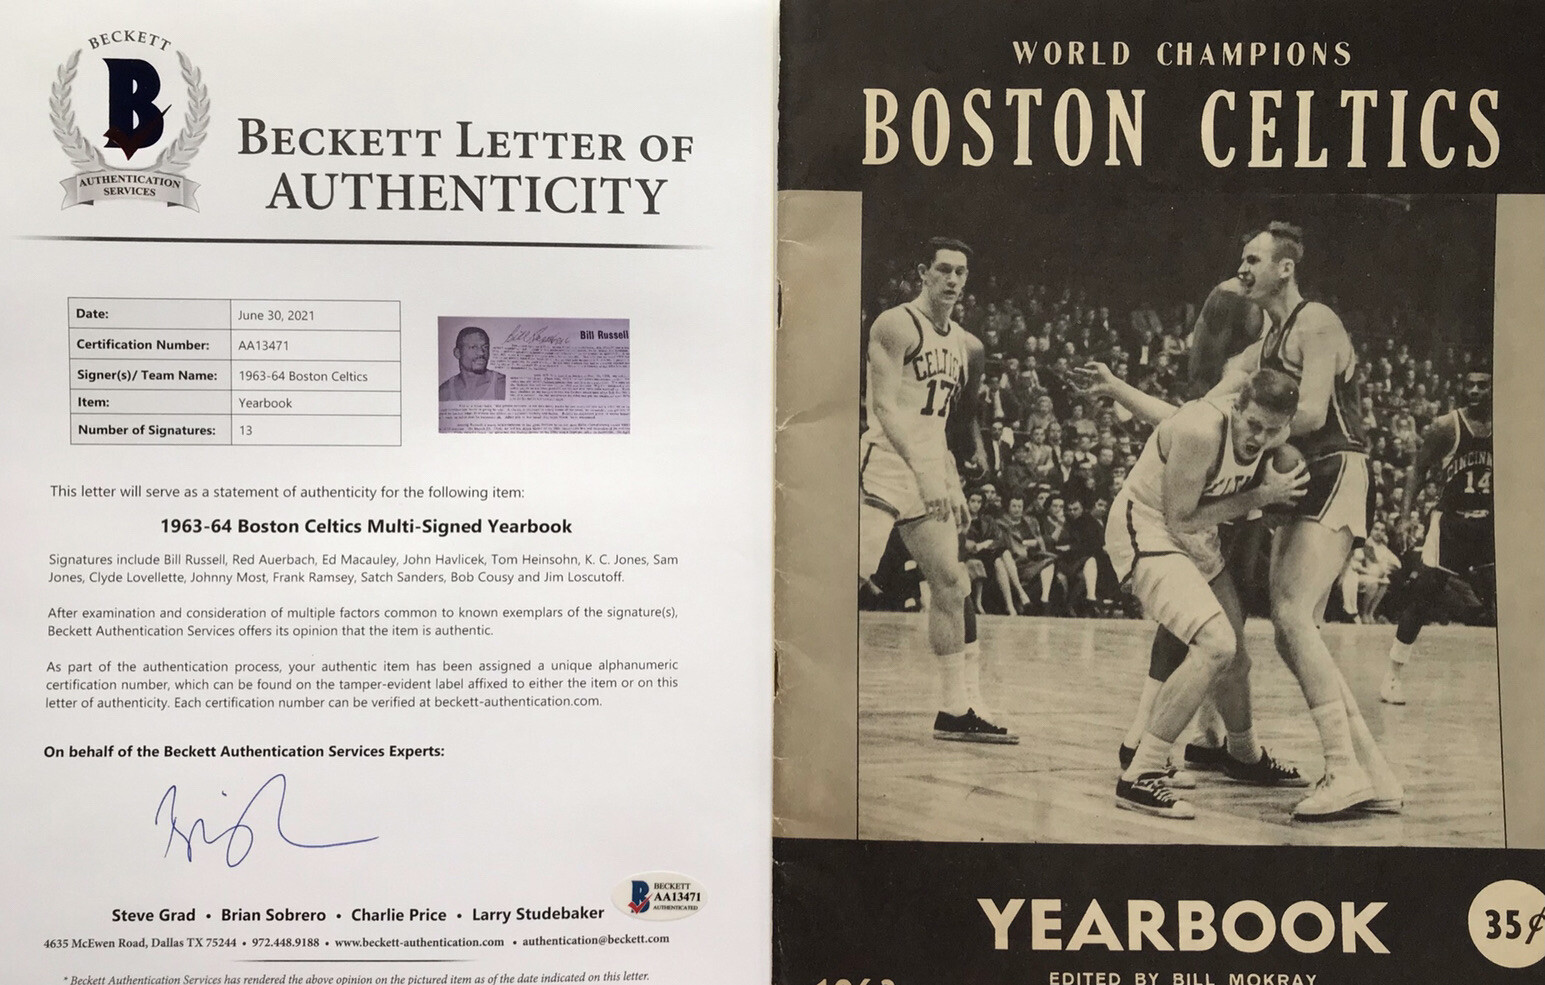 BECKETT
B
AUTHENTICATION
SERVICES
BECKETT LETTER OF
AUTHENTICITY
Date: June 30, 2021
Certification Number: AA13471
Signer(s)/ Team Name: 1963-64 Boston Celtics
Item: Yearbook
Number of Signatures: 13
Bill Russell
Bill Russell
This letter will serve as a statement of authenticity for the following item:
1963-64 Boston Celtics Multi-Signed Yearbook
Signatures include Bill Russell, Red Auerbach, Ed Macauley, John Havlicek, Tom Heinsohn, K. C. Jones, Sam
Jones, Clyde Lovellette, Johnny Most, Frank Ramsey, Satch Sanders, Bob Cousy and Jim Loscutoff.
After examination and consideration of multiple factors common to known exemplars of the signature(s),
Beckett Authentication Services offers its opinion that the item is authentic.
As part of the authentication process, your authentic item has been assigned a unique alphanumeric
certification number, which can be found on the tamper-evident label affixed to either the item or on this
letter of authenticity. Each certification number can be verified at beckett-authentication.com.
On behalf of the Beckett Authentication Services Experts:
B
BECKETT
AA13471
AUTHENTICATED
Steve Grad • Brian Sobrero • Charlie Price • Larry Studebaker
4635 McEwen Road, Dallas TX 75244 • 972.448.9188 • www.beckett-authentication.com • authentication@beckett.com
* Beckett Authentication Services has rendered the above opinion on the pictured item as of the date indicated on this letter.
WORLD CHAMPIONS
BOSTON CELTICS
CELTICS
17
CINCINN
14
YEARBOOK
35¢
EDITED BY BILL MOKRAY